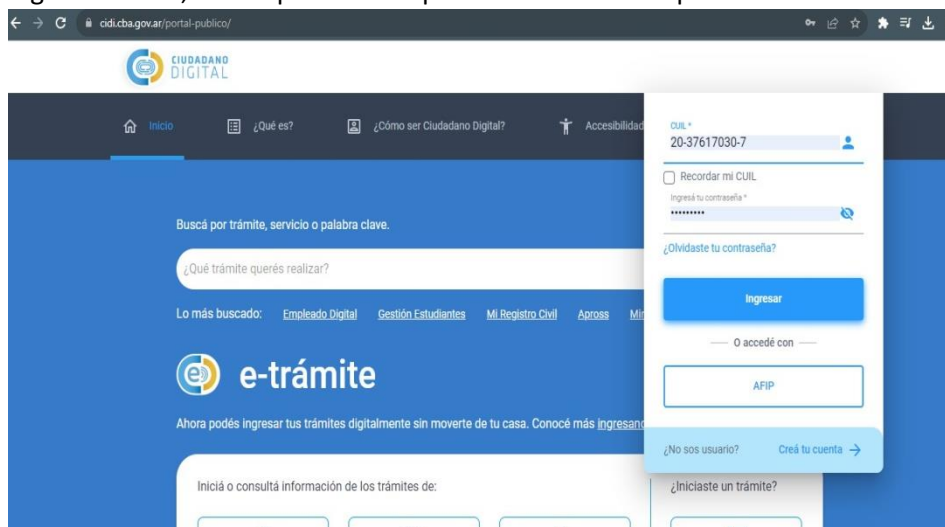 cidi.cba.gov.ar/portal-publico/
CIUDADANO
DIGITAL
Inicio
¿Qué es?
¿Cómo ser Ciudadano Digital?
Accesibilidad
CUIL *
20-37617030-7
Recordar mi CUIL
Ingresá tu contraseña *
•••••••••
¿Olvidaste tu contraseña?
Ingresar
O accedé con
AFIP
¿No sos usuario? Creá tu cuenta →
Buscá por trámite, servicio o palabra clave.
¿Qué trámite querés realizar?
Lo más buscado: Empleado Digital Gestión Estudiantes Mi Registro Civil Apross
e-trámite
Ahora podés ingresar tus trámites digitalmente sin moverte de tu casa. Conocé más ingresand
Iniciá o consultá información de los trámites de:
¿Iniciaste un trámite?